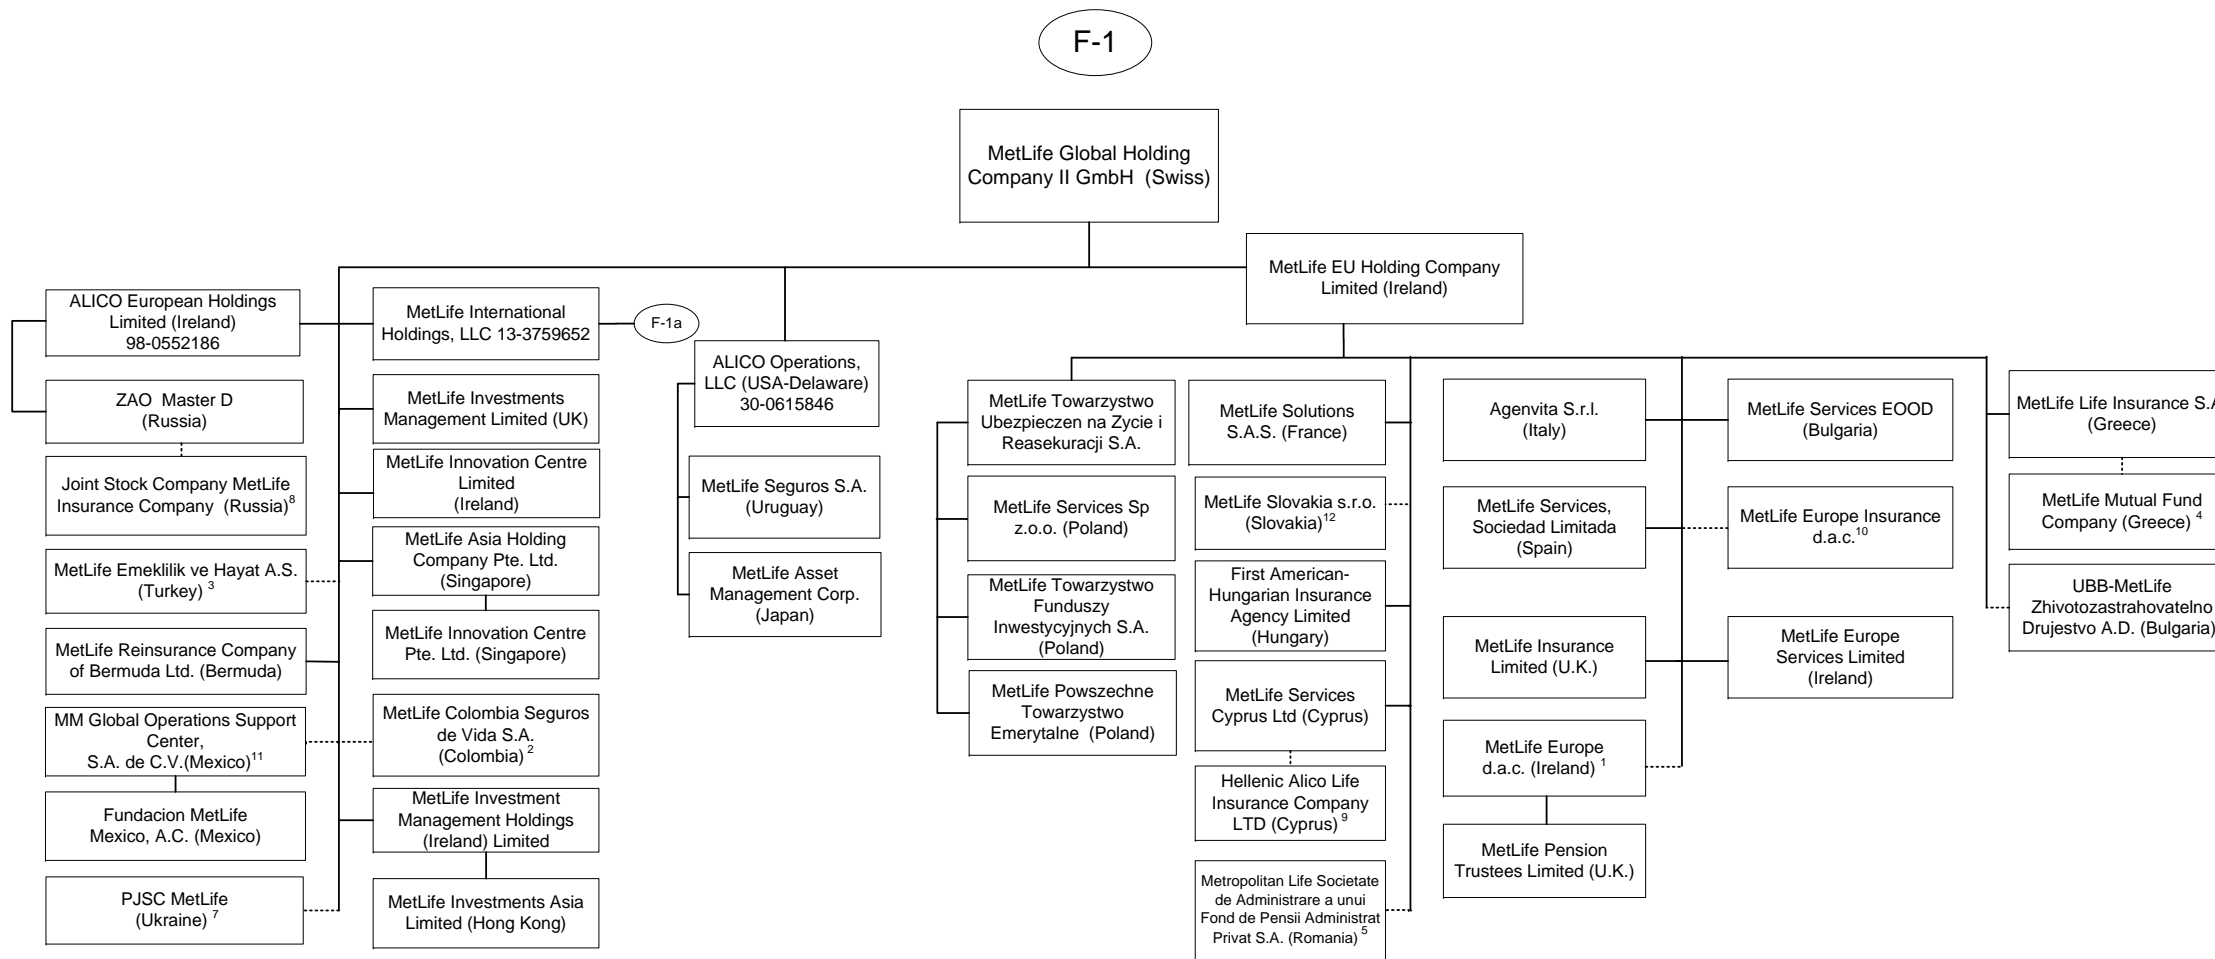 F-1
MetLife Global Holding
Company II GmbH (Swiss)
MetLife EU Holding Company
Limited (Ireland)
ALICO European Holdings
Limited (Ireland)
98-0552186
ZAO Master D
(Russia)
Joint Stock Company MetLife
Insurance Company (Russia)8
MetLife Emeklilik ve Hayat A.S.
(Turkey) 3
MetLife Reinsurance Company
of Bermuda Ltd. (Bermuda)
MM Global Operations Support
Center,
S.A. de C.V.(Mexico)11
Fundacion MetLife
Mexico, A.C. (Mexico)
PJSC MetLife
(Ukraine) 7
MetLife International
Holdings, LLC 13-3759652
F-1a
MetLife Investments
Management Limited (UK)
MetLife Innovation Centre
Limited
(Ireland)
MetLife Asia Holding
Company Pte. Ltd.
(Singapore)
MetLife Innovation Centre
Pte. Ltd. (Singapore)
MetLife Colombia Seguros
de Vida S.A.
(Colombia) 2
MetLife Investment
Management Holdings
(Ireland) Limited
MetLife Investments Asia
Limited (Hong Kong)
ALICO Operations,
LLC (USA-Delaware)
30-0615846
MetLife Seguros S.A.
(Uruguay)
MetLife Asset
Management Corp.
(Japan)
MetLife Towarzystwo
Ubezpieczen na Zycie i
Reasekuracji S.A.
MetLife Services Sp
z.o.o. (Poland)
MetLife Towarzystwo
Funduszy
Inwestycyjnych S.A.
(Poland)
MetLife Powszechne
Towarzystwo
Emerytalne (Poland)
MetLife Solutions
S.A.S. (France)
MetLife Slovakia s.r.o.
(Slovakia)12
First American-
Hungarian Insurance
Agency Limited
(Hungary)
MetLife Services
Cyprus Ltd (Cyprus)
Hellenic Alico Life
Insurance Company
LTD (Cyprus) 9
Metropolitan Life Societate
de Administrare a unui
Fond de Pensii Administrat
Privat S.A. (Romania) 5
Agenvita S.r.l.
(Italy)
MetLife Services,
Sociedad Limitada
(Spain)
MetLife Insurance
Limited (U.K.)
MetLife Europe
d.a.c. (Ireland) 1
MetLife Pension
Trustees Limited (U.K.)
MetLife Services EOOD
(Bulgaria)
MetLife Europe Insurance
d.a.c.10
MetLife Europe
Services Limited
(Ireland)
MetLife Life Insurance S.A
(Greece)
MetLife Mutual Fund
Company (Greece) 4
UBB-MetLife
Zhivotozastrahovatelno
Drujestvo A.D. (Bulgaria)